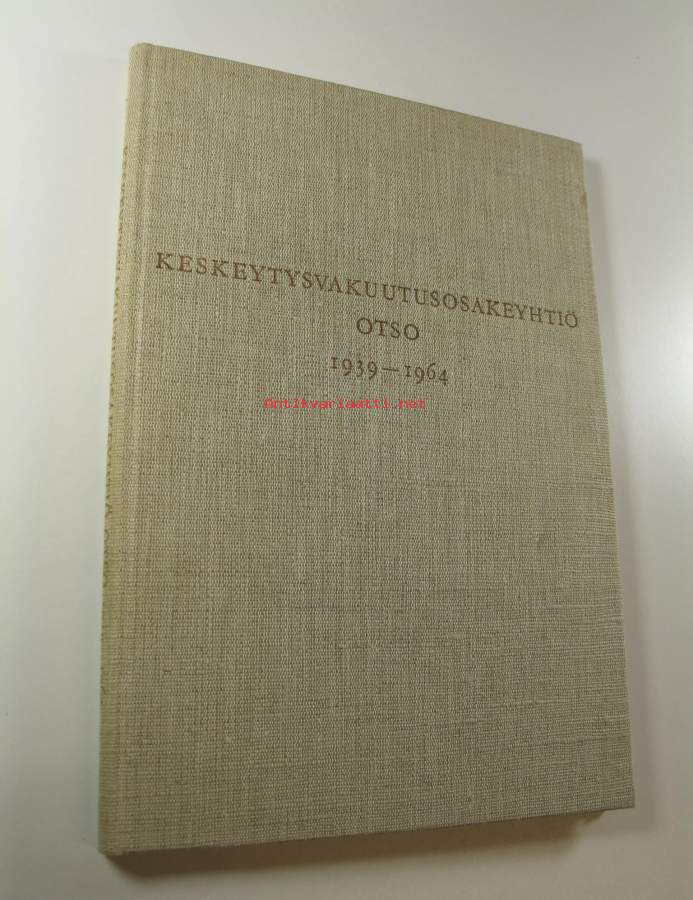 KESKEYTYSVAKUUTUSOSAKEYHTIÖ
OTSO
1939—1964
Antikvariaatti.net